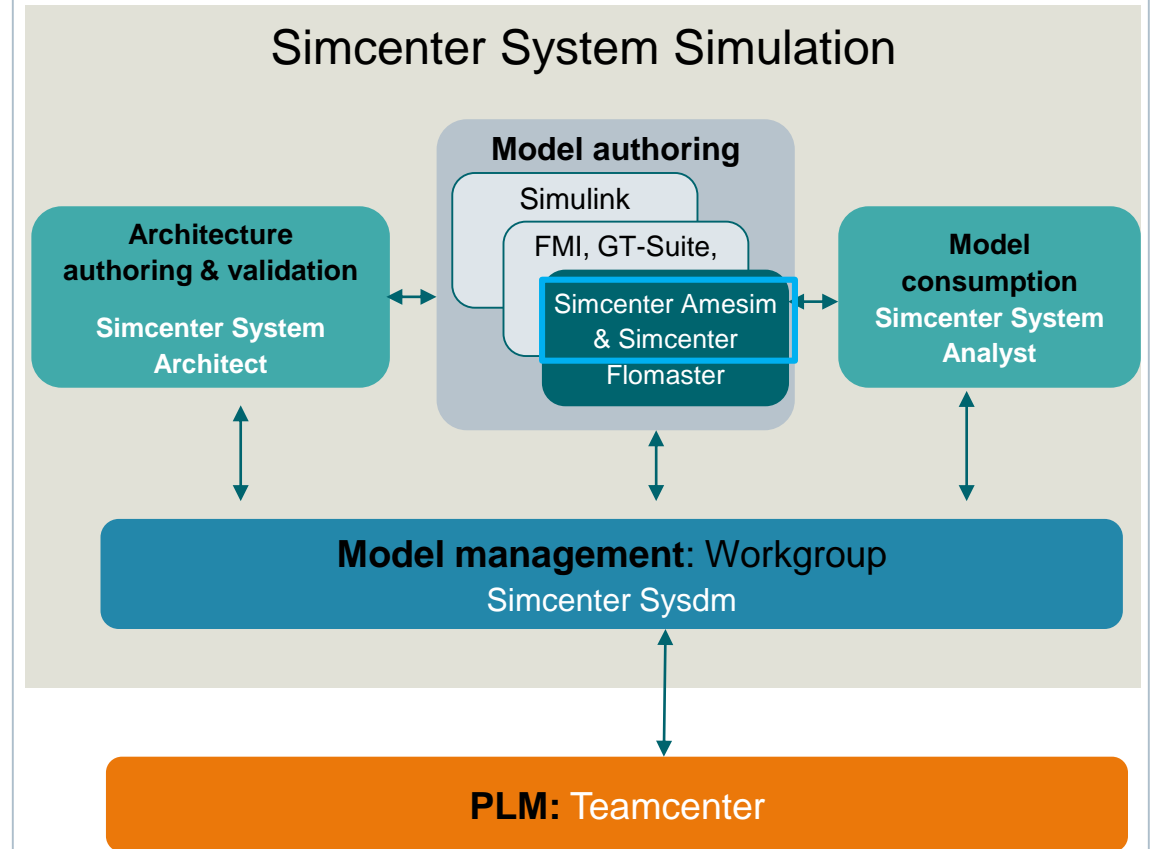 Simcenter System Simulation
Model authoring
Simulink
FMI, GT-Suite,
Simcenter Amesim
& Simcenter
Flomaster
Architecture
authoring & validation
Simcenter System
Architect
Model
consumption
Simcenter System
Analyst
Model management: Workgroup
Simcenter Sysdm
PLM: Teamcenter